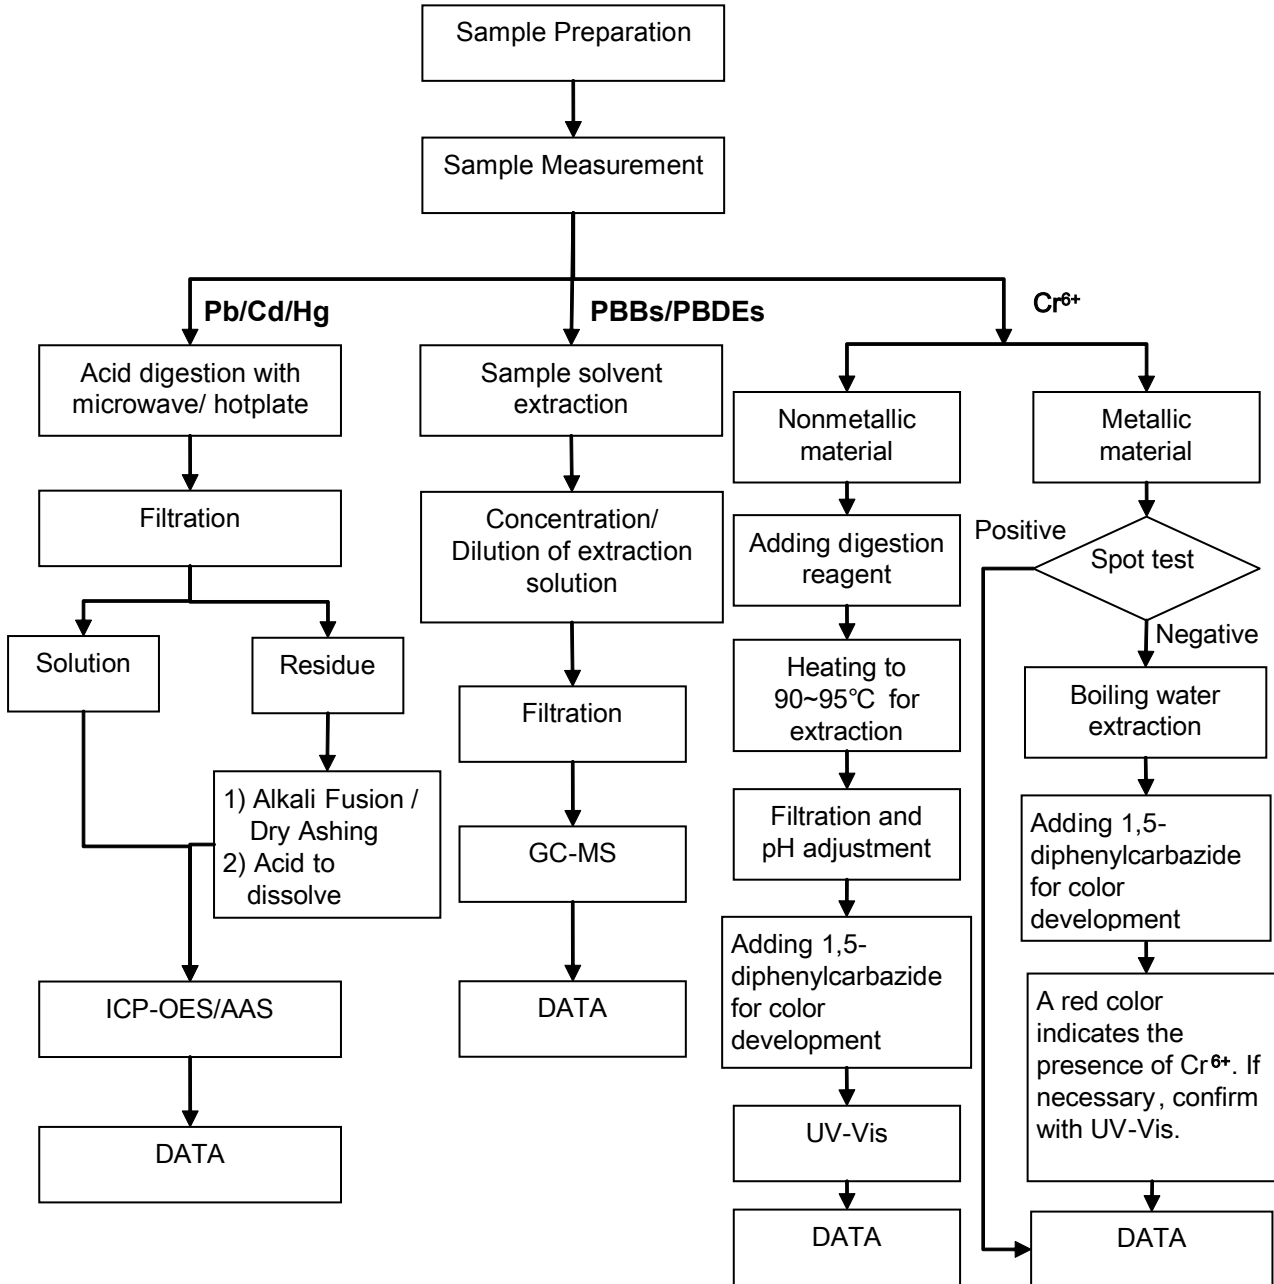 Sample Preparation
Sample Measurement
Pb/Cd/Hg
PBBs/PBDEs
Cr⁶⁺
Acid digestion with
microwave/ hotplate
Filtration
Solution
Residue
1) Alkali Fusion /
Dry Ashing
2) Acid to
dissolve
ICP-OES/AAS
DATA
Sample solvent
extraction
Concentration/
Dilution of extraction
solution
Filtration
GC-MS
DATA
Nonmetallic
material
Adding digestion
reagent
Heating to
90~95℃ for
extraction
Filtration and
pH adjustment
Adding 1,5-
diphenylcarbazide
for color
development
UV-Vis
DATA
Metallic
material
Positive
Spot test
Negative
Boiling water
extraction
Adding 1,5-
diphenylcarbazide
for color
development
A red color
indicates the
presence of Cr⁶⁺. If
necessary, confirm
with UV-Vis.
DATA